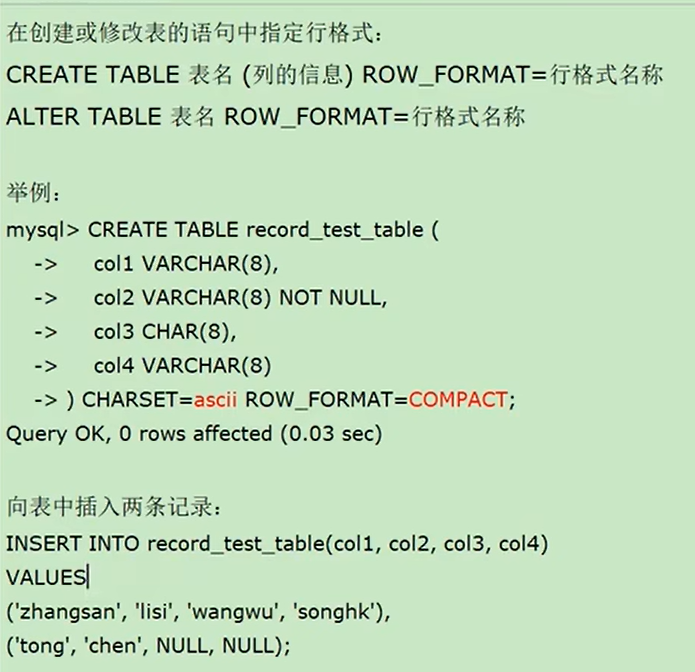 在创建或修改表的语句中指定行格式：
CREATE TABLE 表名 (列的信息) ROW_FORMAT=行格式名称
ALTER TABLE 表名 ROW_FORMAT=行格式名称
举例：
mysql> CREATE TABLE record_test_table (
-> col1 VARCHAR(8),
-> col2 VARCHAR(8) NOT NULL,
-> col3 CHAR(8),
-> col4 VARCHAR(8)
-> ) CHARSET=ascii ROW_FORMAT=COMPACT;
Query OK, 0 rows affected (0.03 sec)
向表中插入两条记录：
INSERT INTO record_test_table(col1, col2, col3, col4)
VALUES
('zhangsan', 'lisi', 'wangwu', 'songhk'),
('tong', 'chen', NULL, NULL);